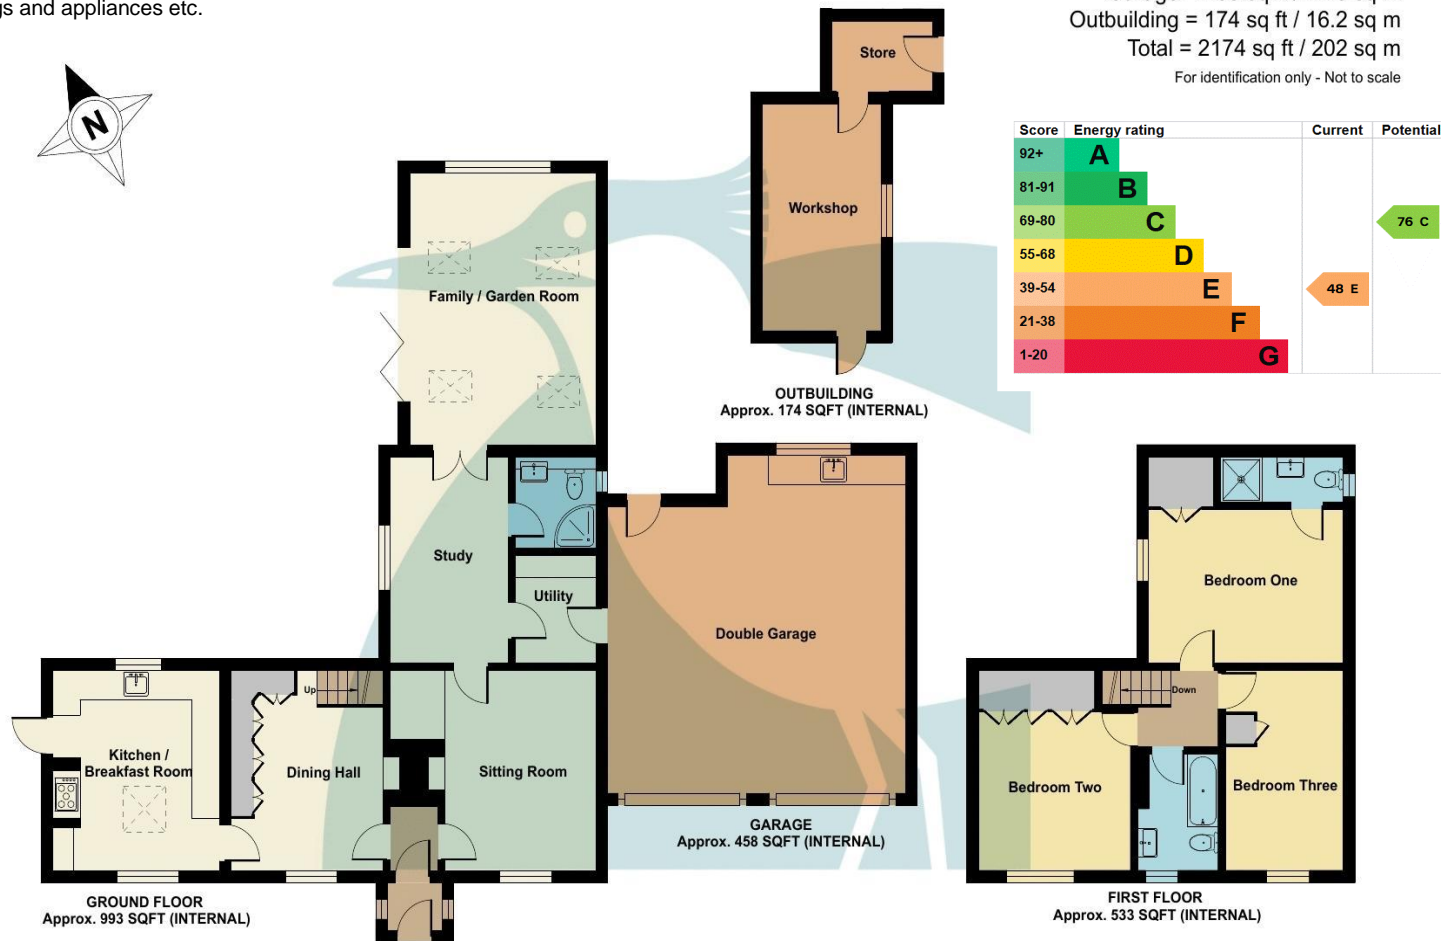 gs and appliances etc.
Outbuilding = 174 sq ft / 16.2 sq m
Total = 2174 sq ft / 202 sq m
For identification only - Not to scale
N
Store
Workshop
OUTBUILDING
Approx. 174 SQFT (INTERNAL)
Score Energy rating Current Potential
92+ A
81-91 B
69-80 C 76 C
55-68 D
39-54 E 48 E
21-38 F
1-20 G
Family / Garden Room
Study
Utility
Double Garage
Up
Kitchen /
Breakfast Room
Dining Hall
Sitting Room
GROUND FLOOR
Approx. 993 SQFT (INTERNAL)
GARAGE
Approx. 458 SQFT (INTERNAL)
Bedroom One
Down
Bedroom Two
Bedroom Three
FIRST FLOOR
Approx. 533 SQFT (INTERNAL)